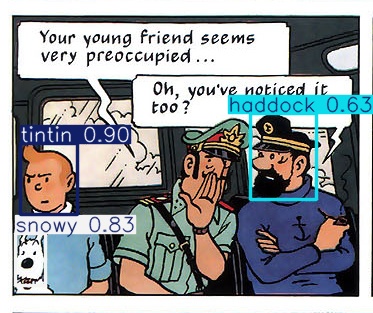 Your young friend seems
very preoccupied...
Oh, you've noticed it
too?
haddock 0.63
tintin 0.90
snowy 0.83